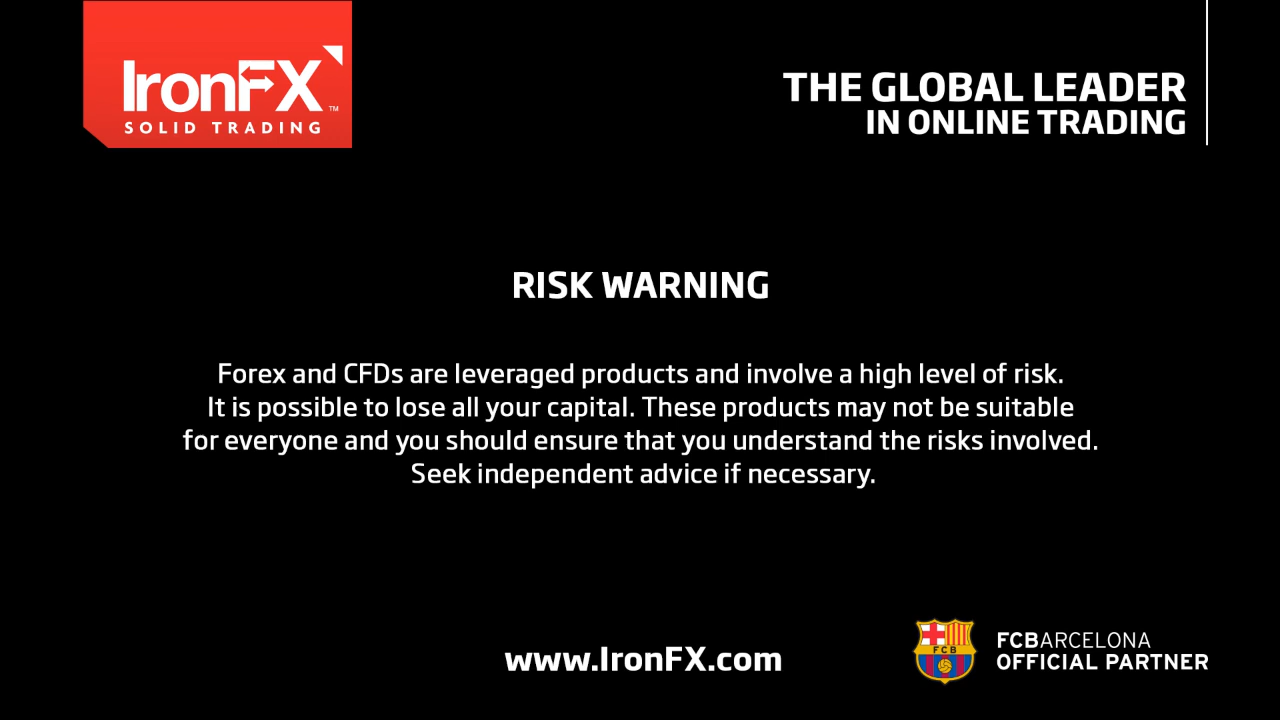 IronFX™
SOLID TRADING
THE GLOBAL LEADER
IN ONLINE TRADING
RISK WARNING
Forex and CFDs are leveraged products and involve a high level of risk.
It is possible to lose all your capital. These products may not be suitable
for everyone and you should ensure that you understand the risks involved.
Seek independent advice if necessary.
www.IronFX.com
FCB
FCBARCELONA
OFFICIAL PARTNER